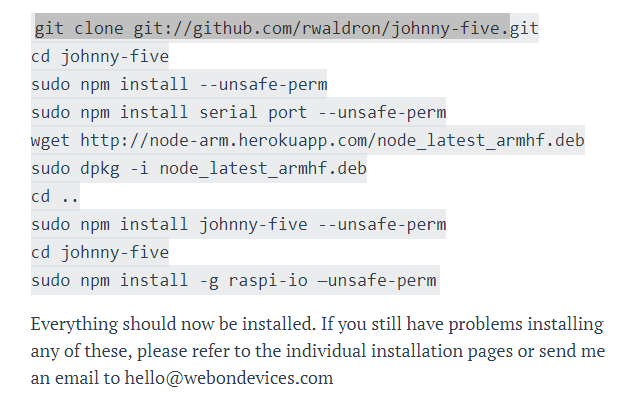 git clone git://github.com/rwaldron/johnny-five.git
cd johnny-five
sudo npm install --unsafe-perm
sudo npm install serial port --unsafe-perm
wget http://node-arm.herokuapp.com/node_latest_armhf.deb
sudo dpkg -i node_latest_armhf.deb
cd ..
sudo npm install johnny-five --unsafe-perm
cd johnny-five
sudo npm install -g raspi-io —unsafe-perm
Everything should now be installed. If you still have problems installing
any of these, please refer to the individual installation pages or send me
an email to hello@webondevices.com